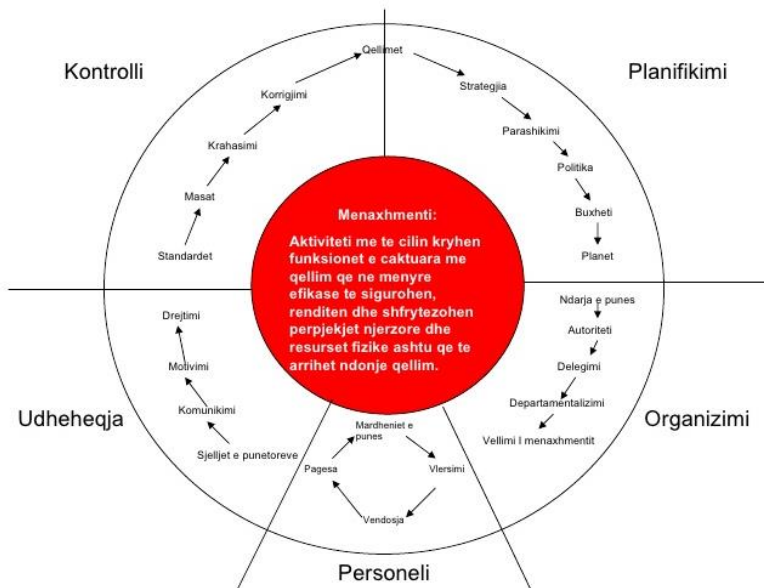 Kontrolli
Planifikimi
Qellimet
Korrigjimi
Krahasimi
Masat
Standardet
Strategjia
Parashikimi
Politika
Buxheti
Planet
Menaxhmenti:
Aktiviteti me te cilin kryhen
funksionet e caktuara me
qellim qe ne menyre
efikase te sigurohen,
renditen dhe shfrytezohen
perpjekjet njerzore dhe
resurset fizike ashtu qe te
arrihet ndonje qellim.
Ndarja e punes
Autoriteti
Delegimi
Departamentalizimi
Vellimi I menaxhmentit
Organizimi
Drejtimi
Motivimi
Komunikimi
Sjelljet e punetoreve
Udheheqja
Mardheniet e
punes
Vlersimi
Vendosja
Pagesa
Personeli